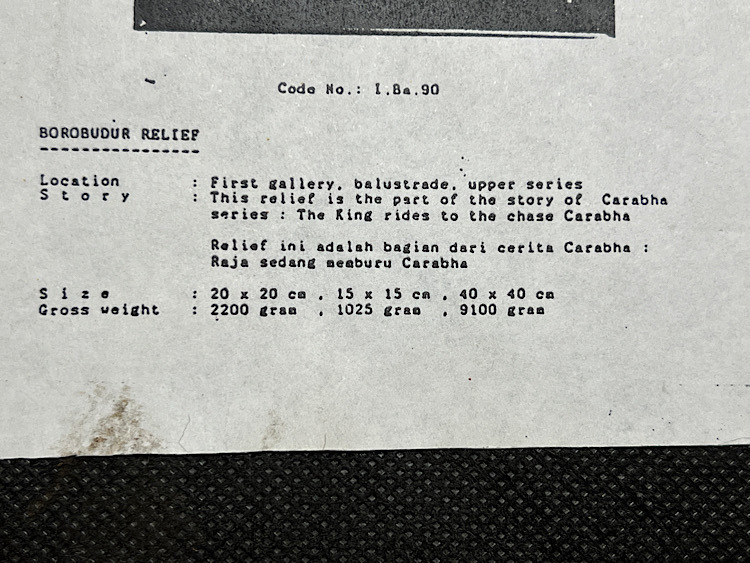 Code No.: I.Ba.90
BOROBUDUR RELIEF
----------------
Location : First gallery, balustrade, upper series
S t o r y : This relief is the part of the story of Carabha
series : The King rides to the chase Carabha
Relief ini adalah bagian dari cerita Carabha :
Raja sedang memburu Carabha
S i z e : 20 x 20 cm , 15 x 15 cm , 40 x 40 cm
Gross weight : 2200 gram , 1025 gram , 9100 gram